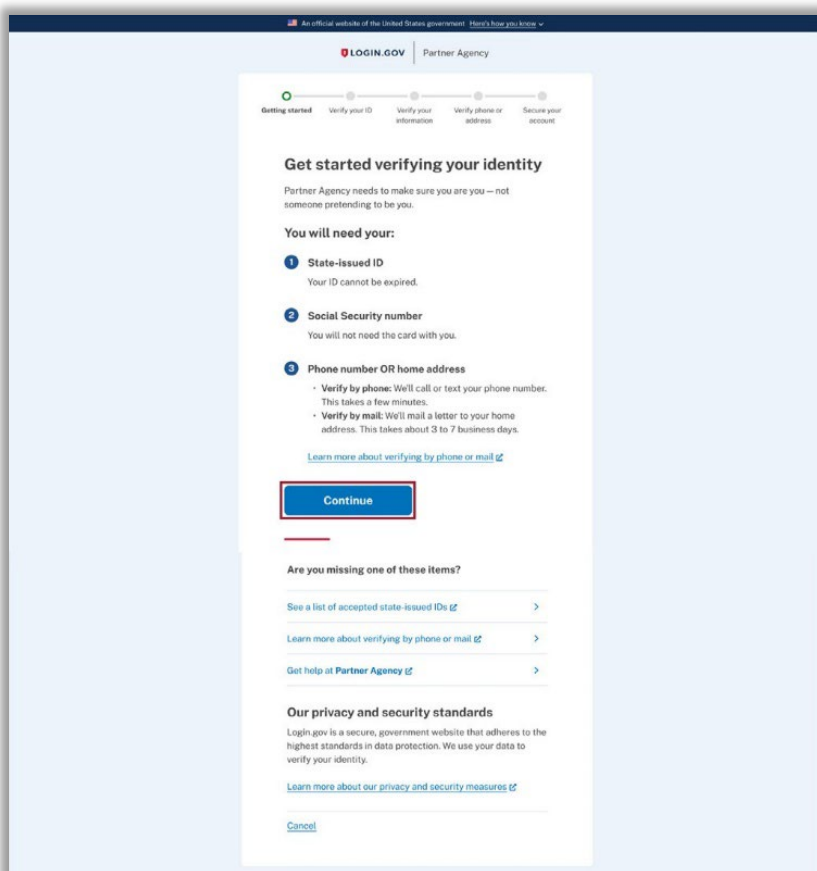 An official website of the United States government Here's how you know
LOGIN.GOV Partner Agency
Getting started Verify your ID Verify your Verify phone or Secure your
information address account
Get started verifying your identity
Partner Agency needs to make sure you are you — not
someone pretending to be you.
You will need your:
1 State-issued ID
Your ID cannot be expired.
2 Social Security number
You will not need the card with you.
3 Phone number OR home address
• Verify by phone: We'll call or text your phone number.
This takes a few minutes.
• Verify by mail: We'll mail a letter to your home
address. This takes about 3 to 7 business days.
Learn more about verifying by phone or mail
Continue
Are you missing one of these items?
See a list of accepted state-issued IDs
Learn more about verifying by phone or mail
Get help at Partner Agency
Our privacy and security standards
Login.gov is a secure, government website that adheres to the
highest standards in data protection. We use your data to
verify your identity.
Learn more about our privacy and security measures
Cancel